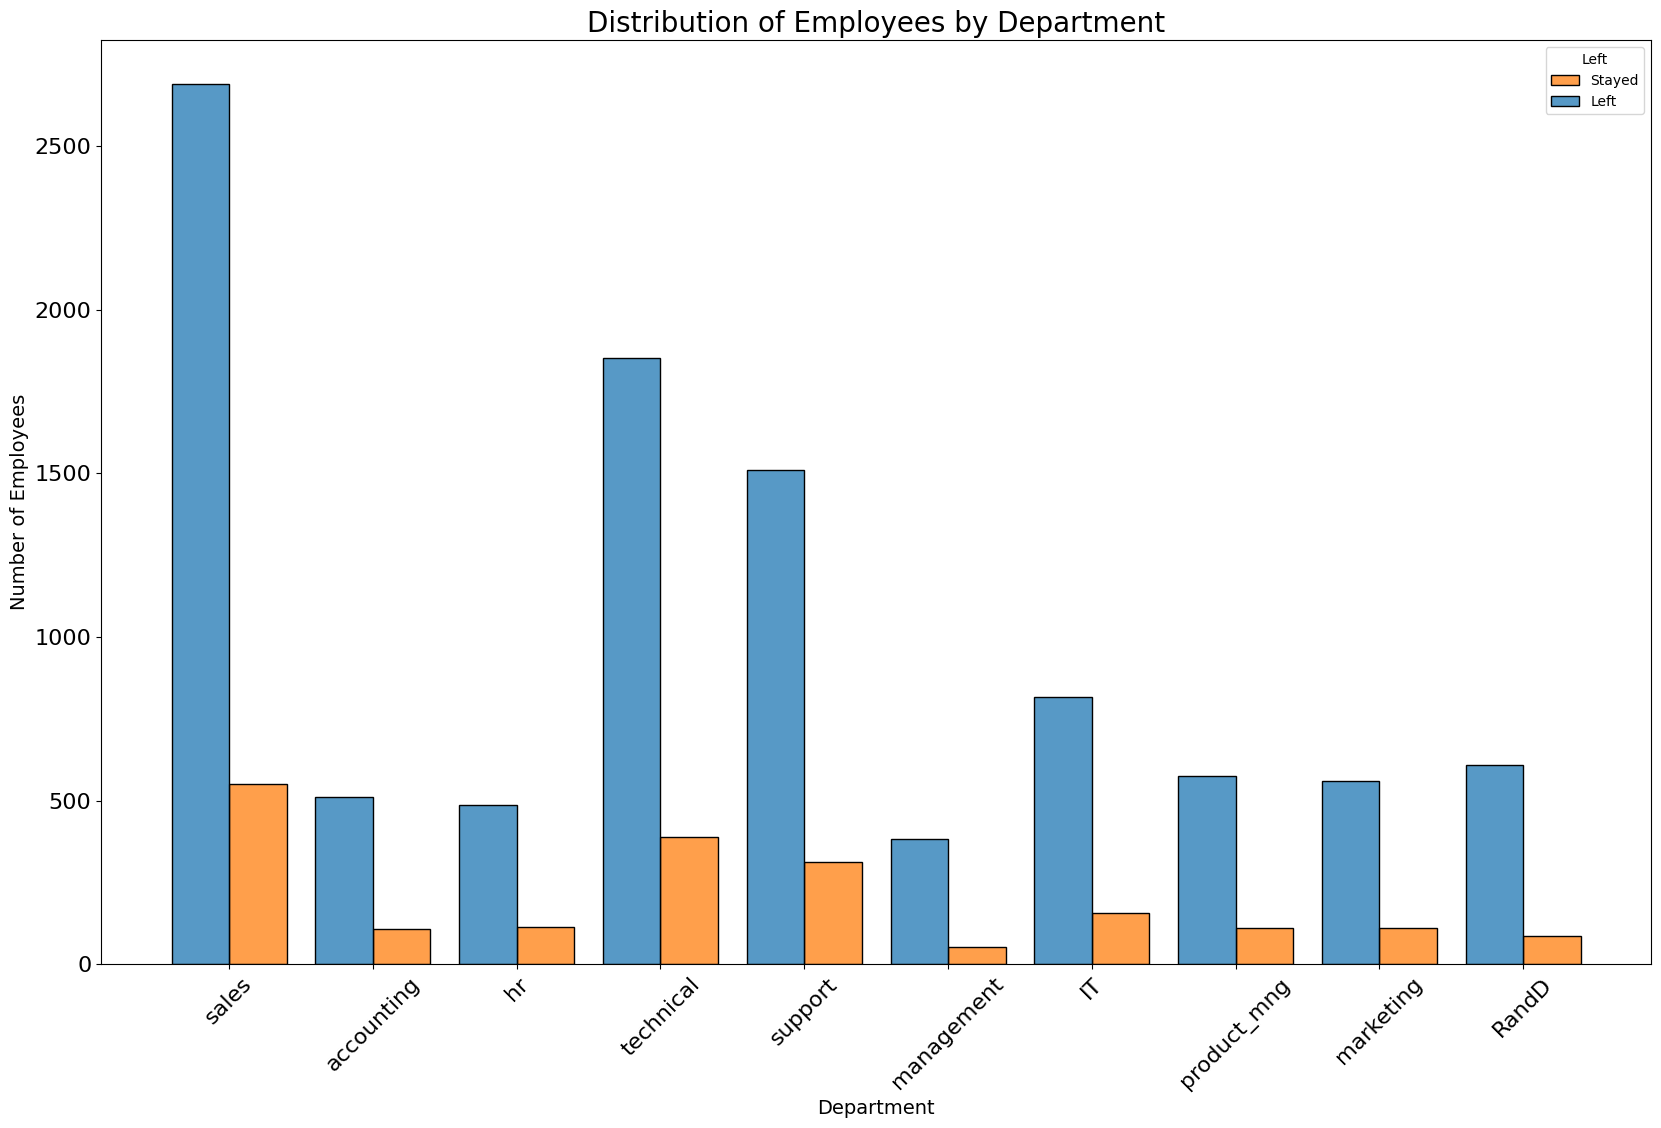 Distribution of Employees by Department
Left
Stayed
Left
Number of Employees
2500
2000
1500
1000
500
0
sales
accounting
hr
technical
support
management
IT
product_mng
marketing
RandD
Department